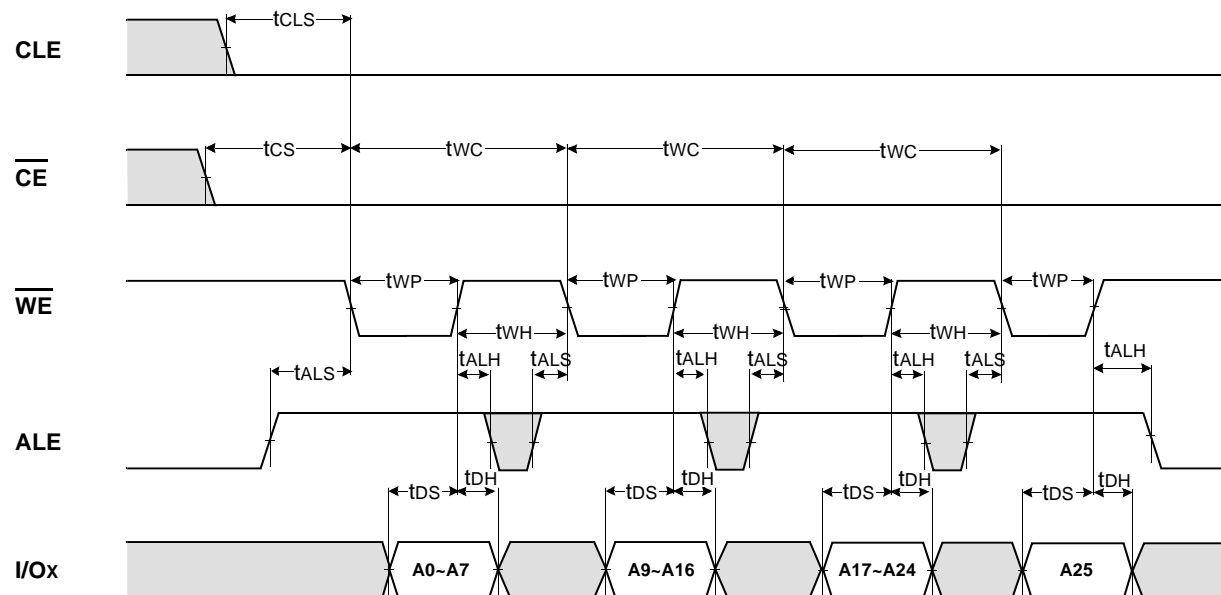 tCLS
CLE
tCS tWC tWC tWC
CE
tWP tWP tWP tWP
WE
tWH tWH tWH
tALH tALS tALH tALS tALH tALS tALH
tALS
ALE
tDS tDH tDS tDH tDS tDH tDS tDH
I/Ox A0~A7 A9~A16 A17~A24 A25